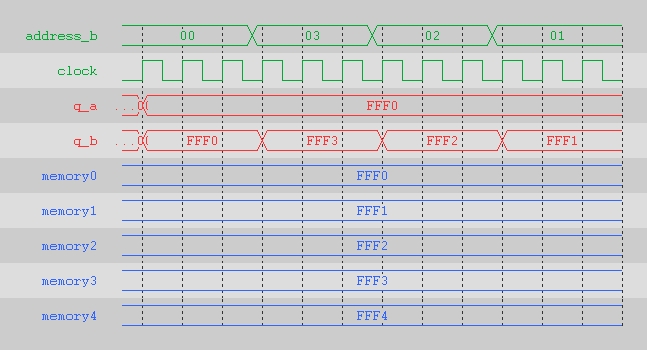 address_b 00 03 02 01
clock
q_a ...0( FFF0
q_b ...0( FFF0 FFF3 FFF2 FFF1
memory0 FFF0
memory1 FFF1
memory2 FFF2
memory3 FFF3
memory4 FFF4